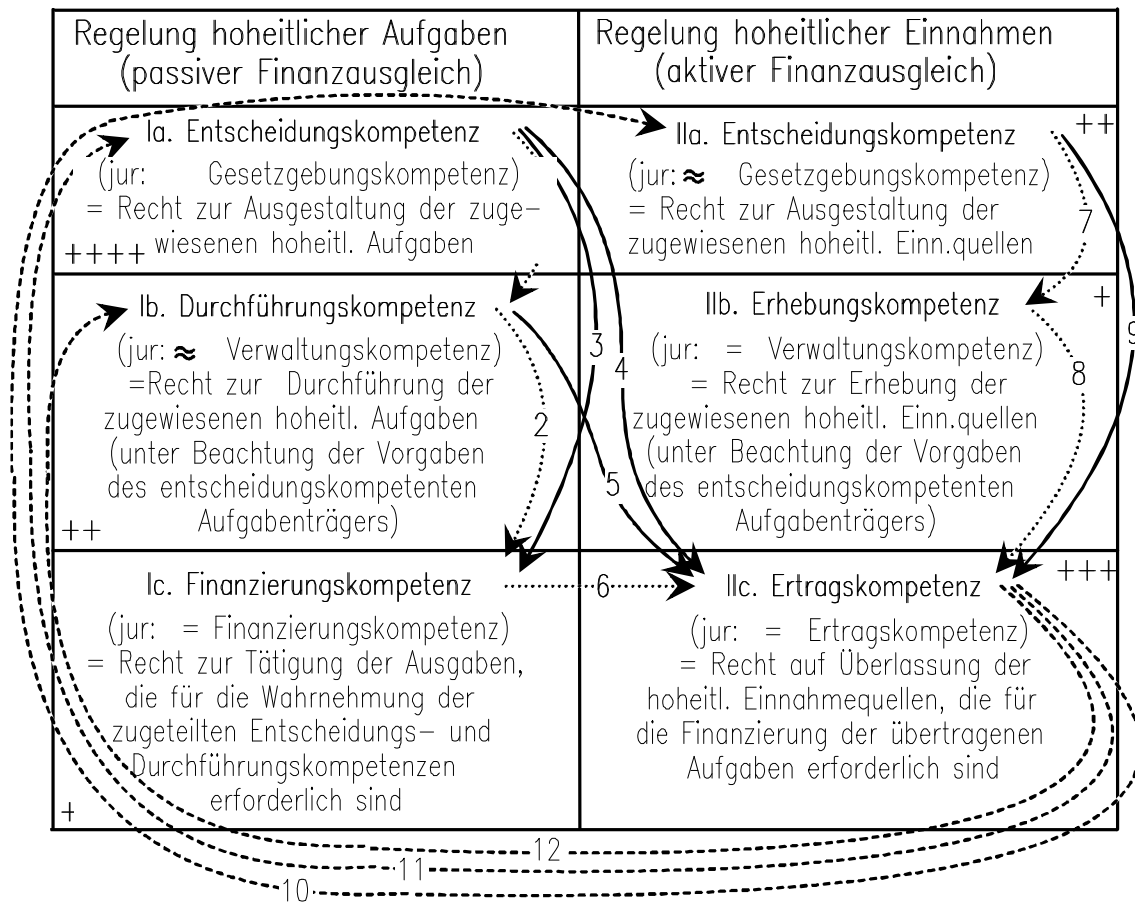 Regelung hoheitlicher Aufgaben
(passiver Finanzausgleich)
Regelung hoheitlicher Einnahmen
(aktiver Finanzausgleich)
Ia. Entscheidungskompetenz
(jur: Gesetzgebungskompetenz)
= Recht zur Ausgestaltung der zuge–
wiesenen hoheitl. Aufgaben
++++
IIa. Entscheidungskompetenz
++
(jur: ≈ Gesetzgebungskompetenz)
= Recht zur Ausgestaltung der
zugewiesenen hoheitl. Einn.quellen
7
Ib. Durchführungskompetenz
(jur: ≈ Verwaltungskompetenz)
=Recht zur Durchführung der
zugewiesenen hoheitl. Aufgaben
(unter Beachtung der Vorgaben
des entscheidungskompetenten
Aufgabenträgers)
++
2
3
4
5
IIb. Erhebungskompetenz
+
(jur: = Verwaltungskompetenz)
= Recht zur Erhebung der
zugewiesenen hoheitl. Einn.quellen
(unter Beachtung der Vorgaben
des entscheidungskompetenten
Aufgabenträgers)
8
9
Ic. Finanzierungskompetenz
(jur: = Finanzierungskompetenz)
= Recht zur Tätigung der Ausgaben,
die für die Wahrnehmung der
zugeteilten Entscheidungs– und
Durchführungskompetenzen
erforderlich sind
+
6
IIc. Ertragskompetenz
+++
(jur: = Ertragskompetenz)
= Recht auf Überlassung der
hoheitl. Einnahmequellen, die für
die Finanzierung der übertragenen
Aufgaben erforderlich sind
12
11
10